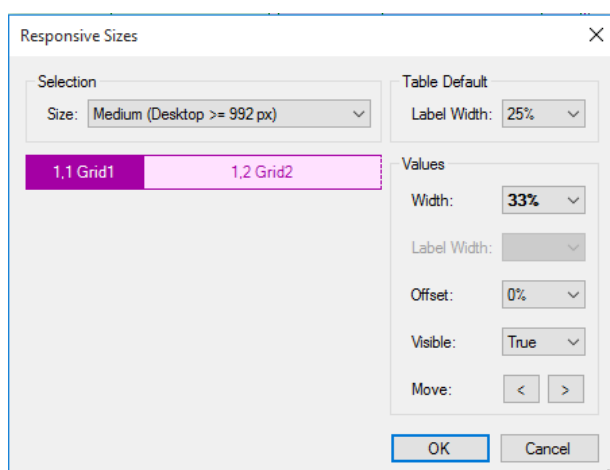 Responsive Sizes
Selection
Size: Medium (Desktop >= 992 px)
1,1 Grid1 1,2 Grid2
Table Default
Label Width: 25%
Values
Width: 33%
Label Width:
Offset: 0%
Visible: True
Move: < >
OK Cancel